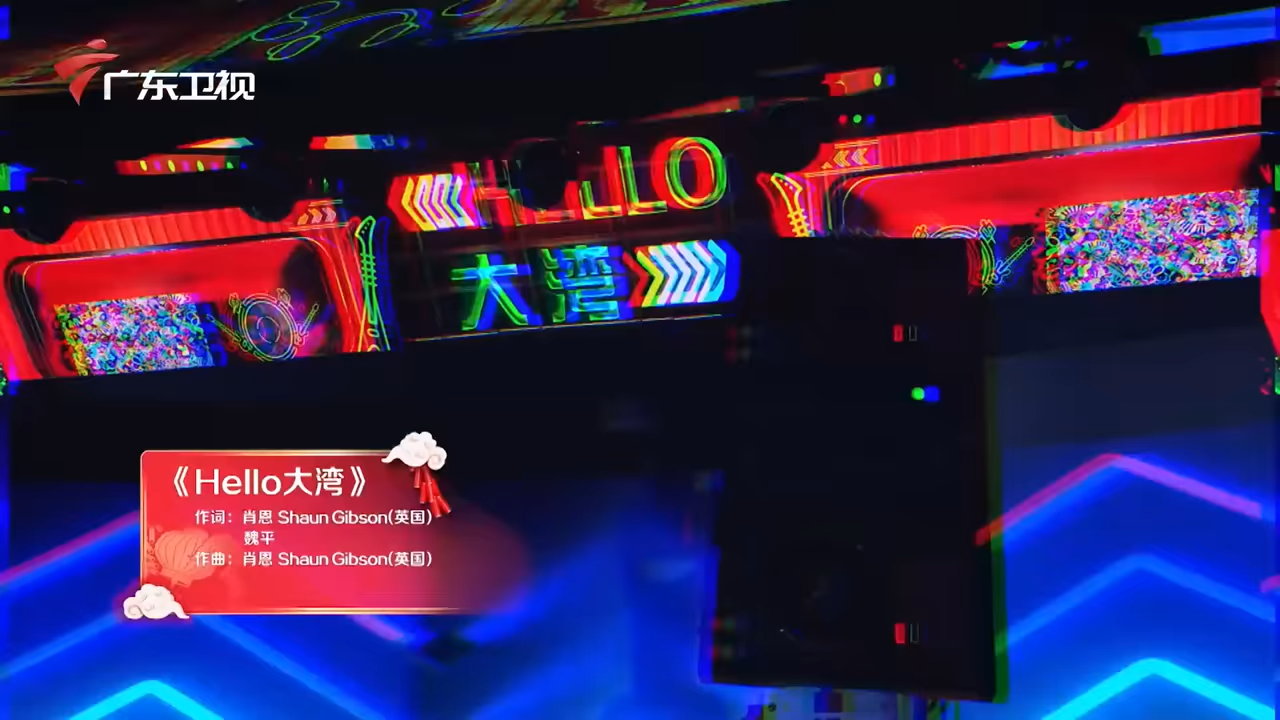 广东卫视
HELLO
大湾
《Hello大湾》
作词：肖恩 Shaun Gibson(英国)
魏平
作曲：肖恩 Shaun Gibson(英国)